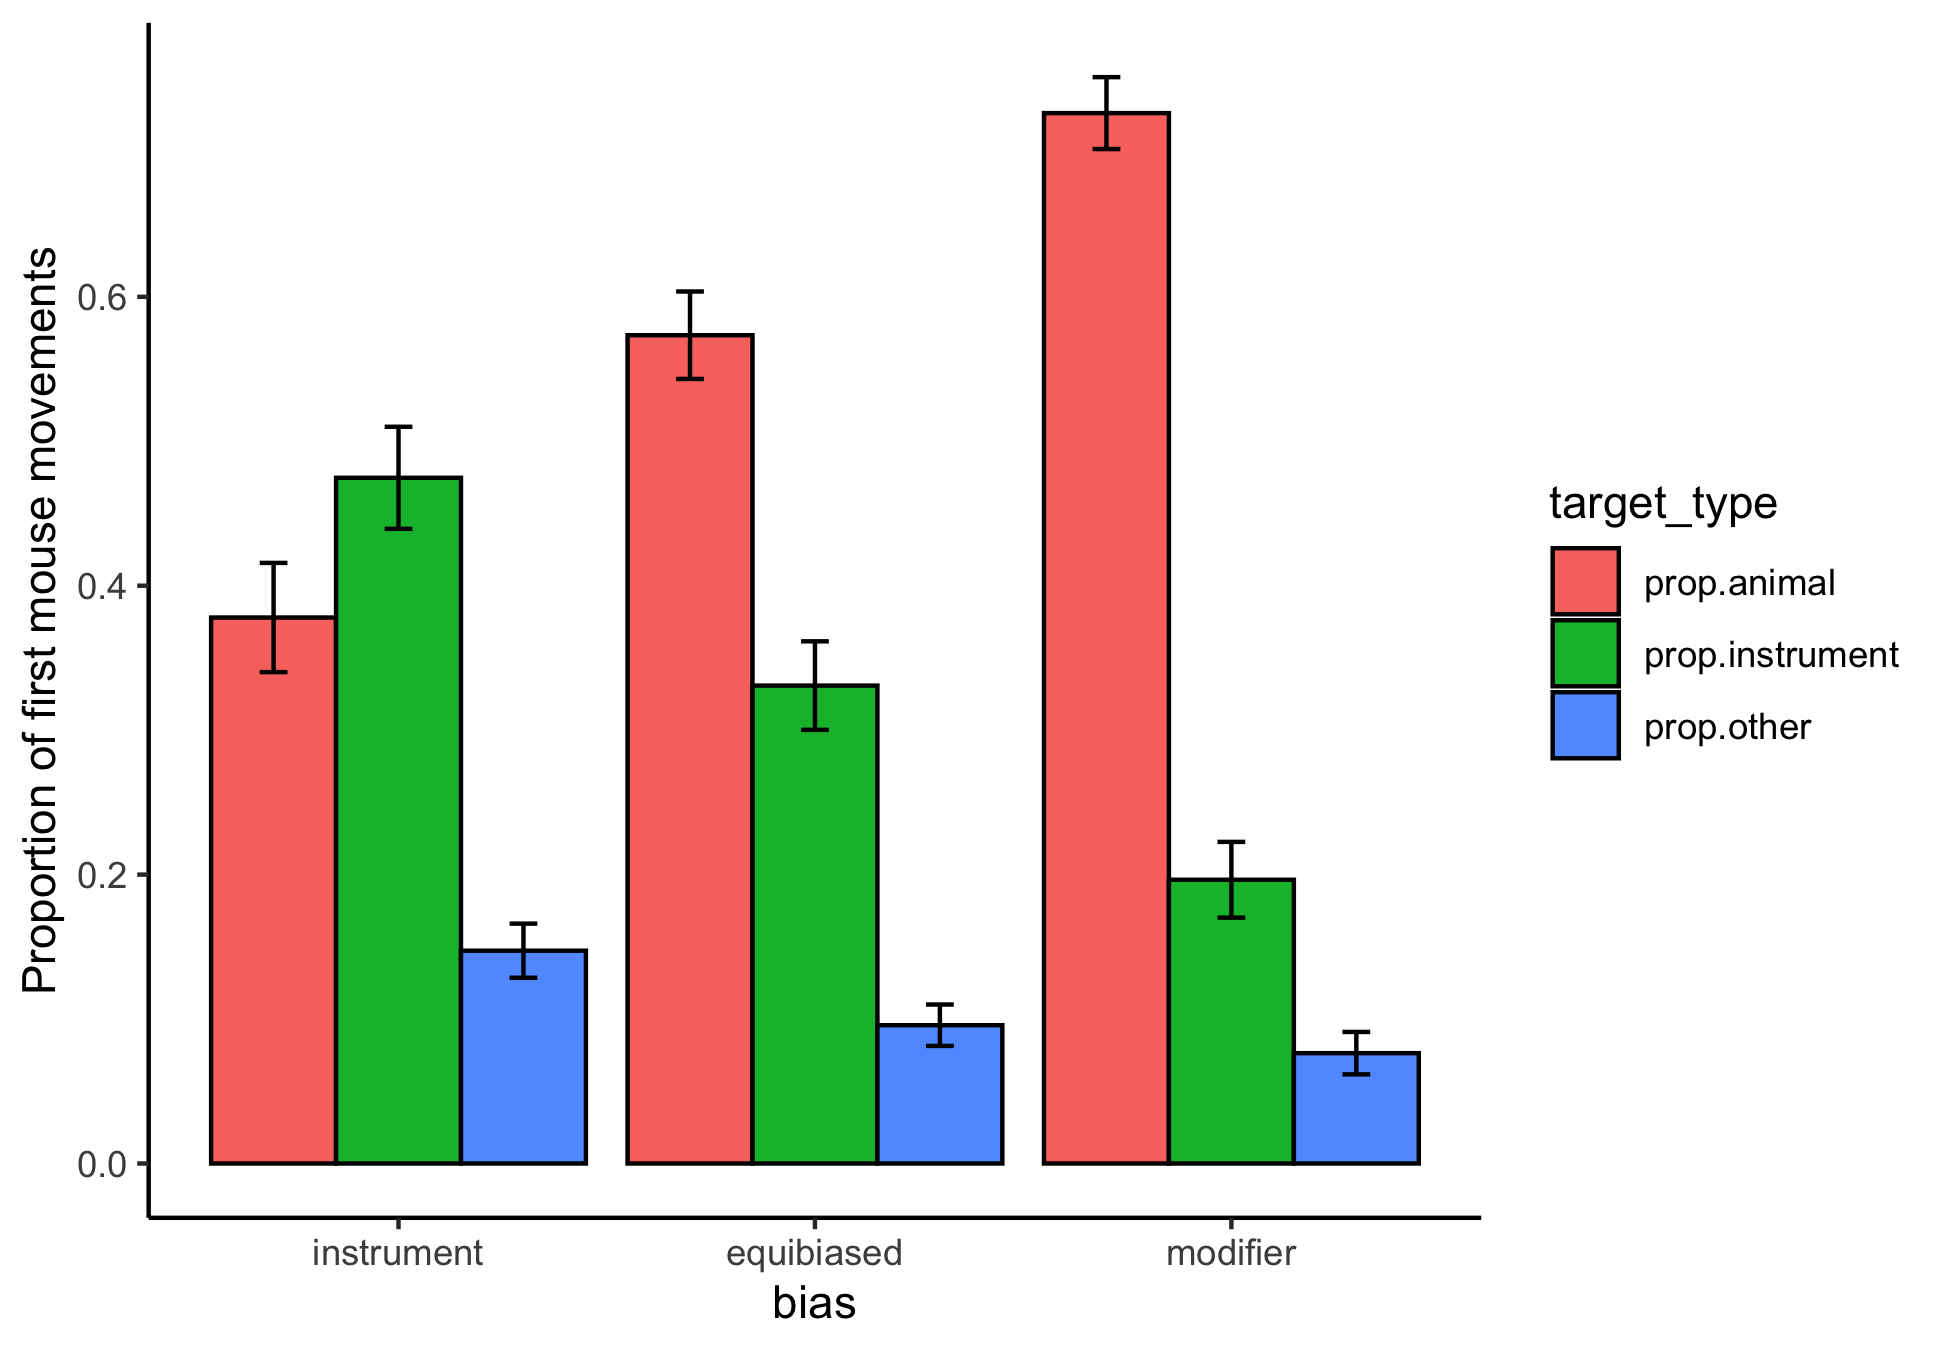 Proportion of first mouse movements
0.6
0.4
0.2
0.0
instrument
equibiased
modifier
bias
target_type
prop.animal
prop.instrument
prop.other